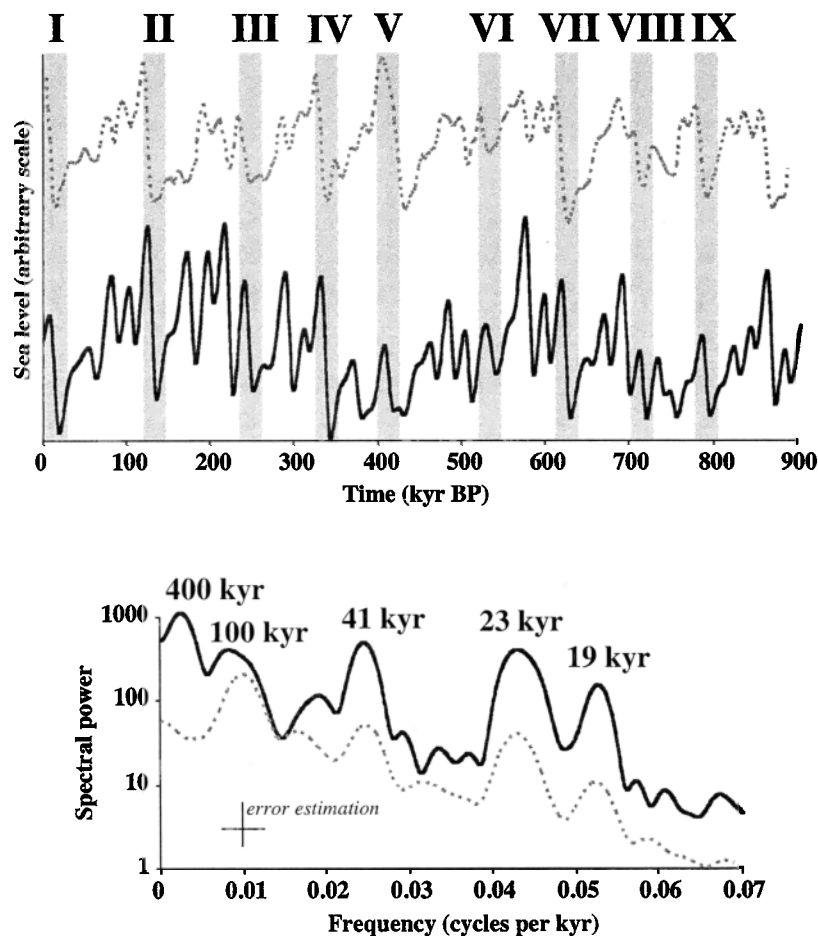 I II III IV V VI VII VIII IX
Sea level (arbitrary scale)
0 100 200 300 400 500 600 700 800 900
Time (kyr BP)
400 kyr
100 kyr
41 kyr
23 kyr
19 kyr
1000
100
10
1
Spectral power
error estimation
0 0.01 0.02 0.03 0.04 0.05 0.06 0.07
Frequency (cycles per kyr)